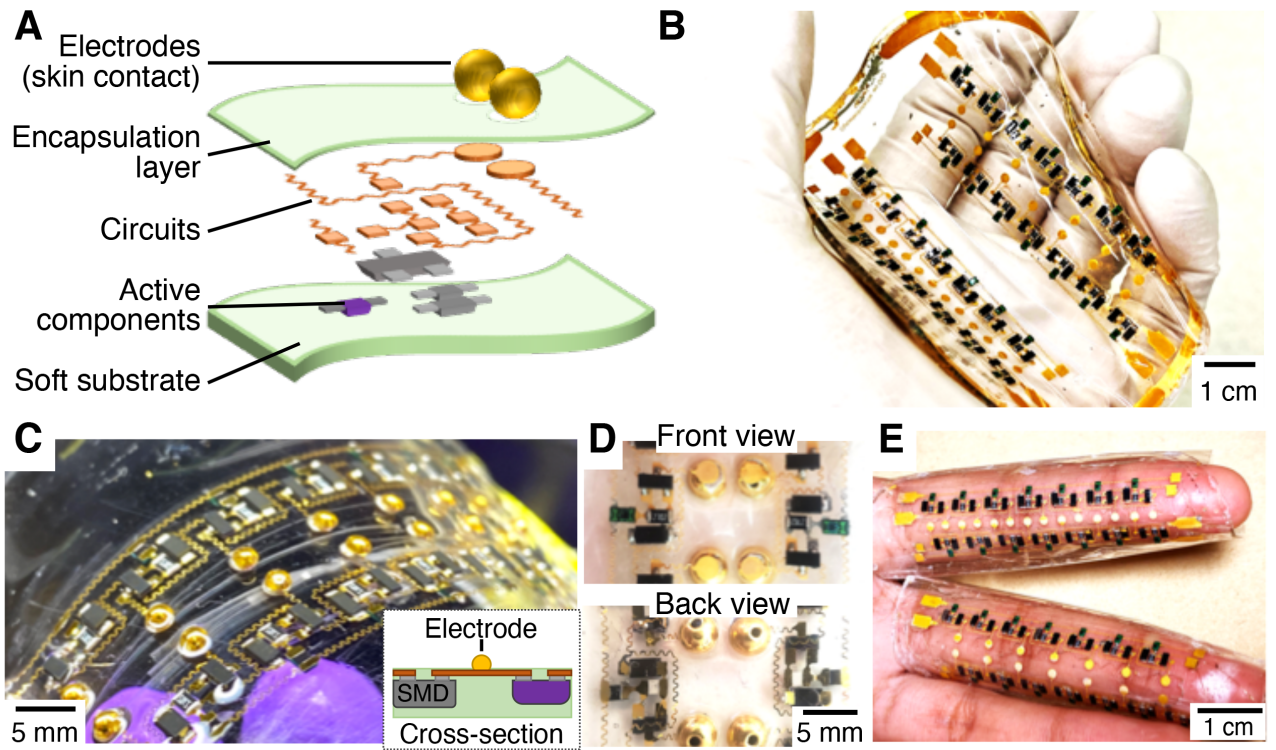 A
Electrodes
(skin contact)
Encapsulation
layer
Circuits
Active
components
Soft substrate
B
1 cm
C
5 mm
Electrode
SMD
Cross-section
D
Front view
Back view
5 mm
E
1 cm